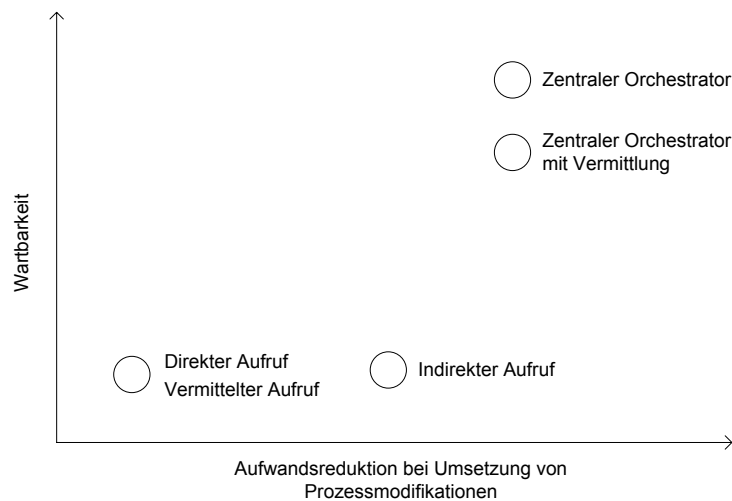 Zentraler Orchestrator
Zentraler Orchestrator
mit Vermittlung
Wartbarkeit
Direkter Aufruf
Vermittelter Aufruf
Indirekter Aufruf
Aufwandsreduktion bei Umsetzung von
Prozessmodifikationen